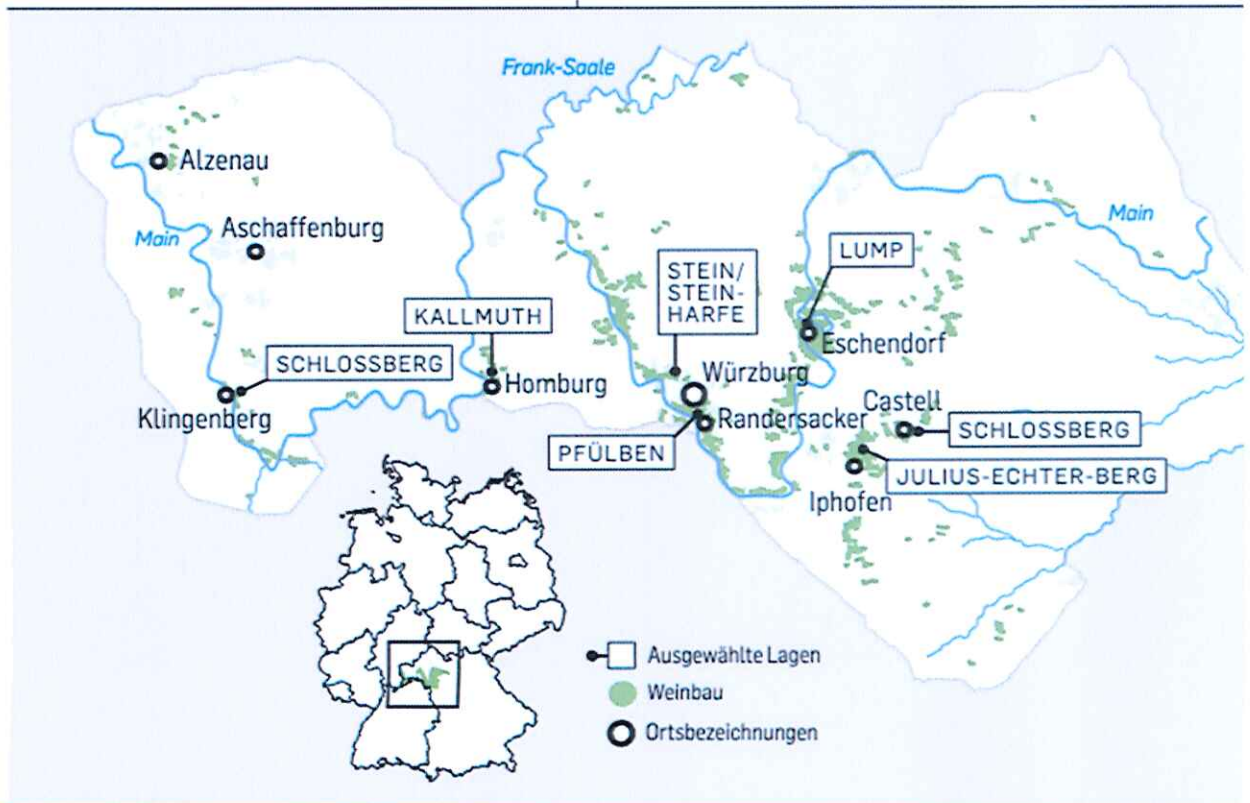 Frank-Saale
Alzenau
Main
Aschaffenburg
Main
LUMP
STEIN/
STEIN-
HARFE
KALLMUTH
Eschendorf
SCHLOSSBERG
Homburg
Würzburg
Klingenberg
Castell
Randersacker
SCHLOSSBERG
PFÜLBEN
JULIUS-ECHTER-BERG
Iphofen
Ausgewählte Lagen
Weinbau
Ortsbezeichnungen